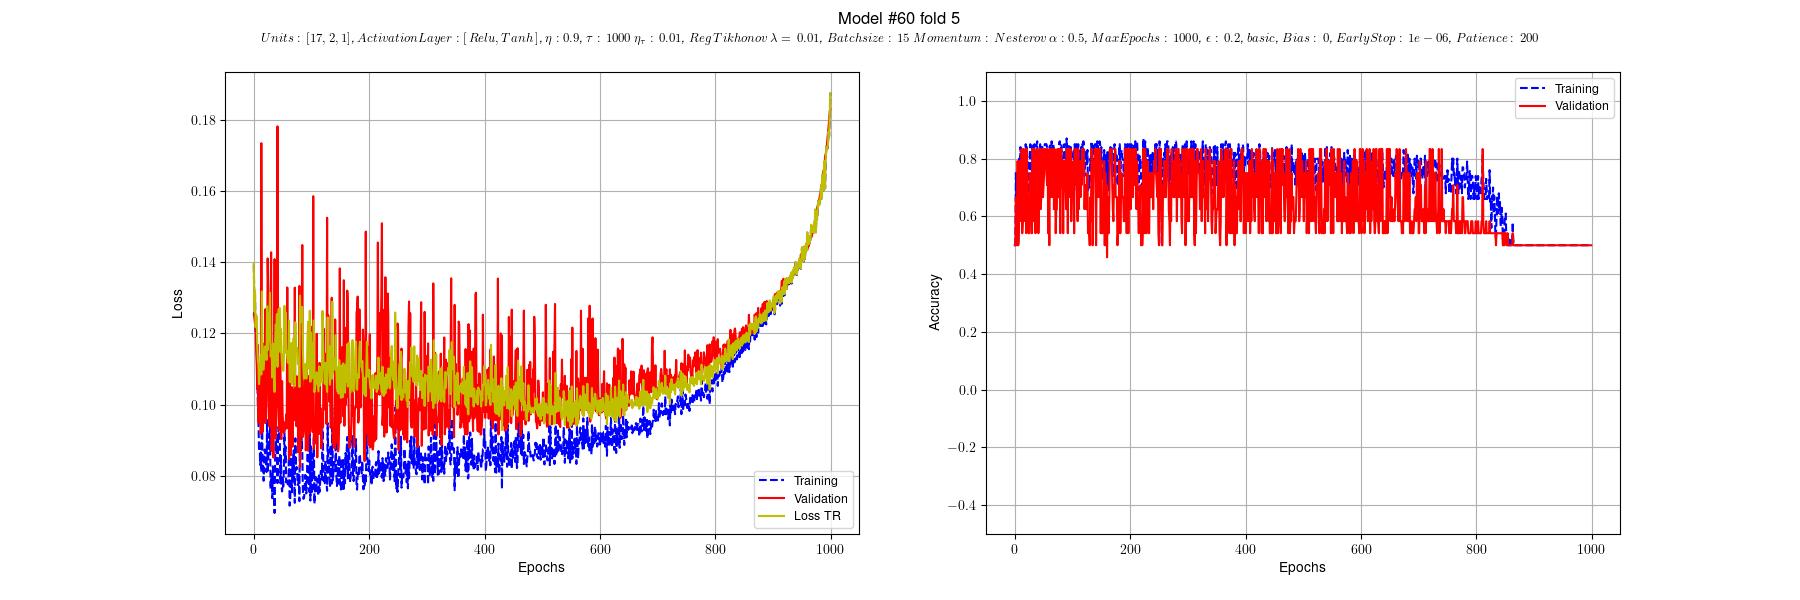 Model #60 fold 5
Units : [17, 2, 1], ActivationLayer : [Relu, Tanh], η : 0.9, τ : 1000 ητ : 0.01, Reg Tikhonov λ = 0.01, Batchsize : 15 Momentum : Nesterov α : 0.5, MaxEpochs : 1000, ϵ : 0.2, basic, Bias : 0, EarlyStop : 1e − 06, Patience : 200
Loss
0.18
0.16
0.14
0.12
0.10
0.08
Training
Validation
Loss TR
0 200 400 600 800 1000
Epochs
Accuracy
1.0
0.8
0.6
0.4
0.2
0.0
−0.2
−0.4
Training
Validation
0 200 400 600 800 1000
Epochs